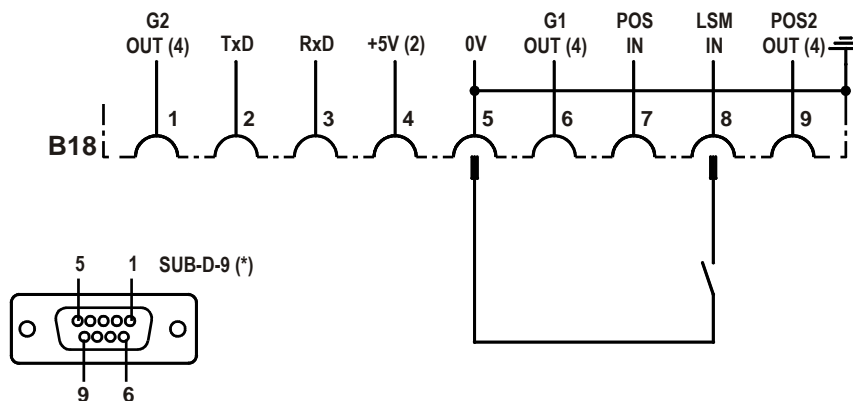 G2 G1 POS LSM POS2
OUT (4) TxD RxD +5V (2) 0V OUT (4) IN IN OUT (4)
1 2 3 4 5 6 7 8 9
B18
5 1 SUB-D-9 (*)
9 6